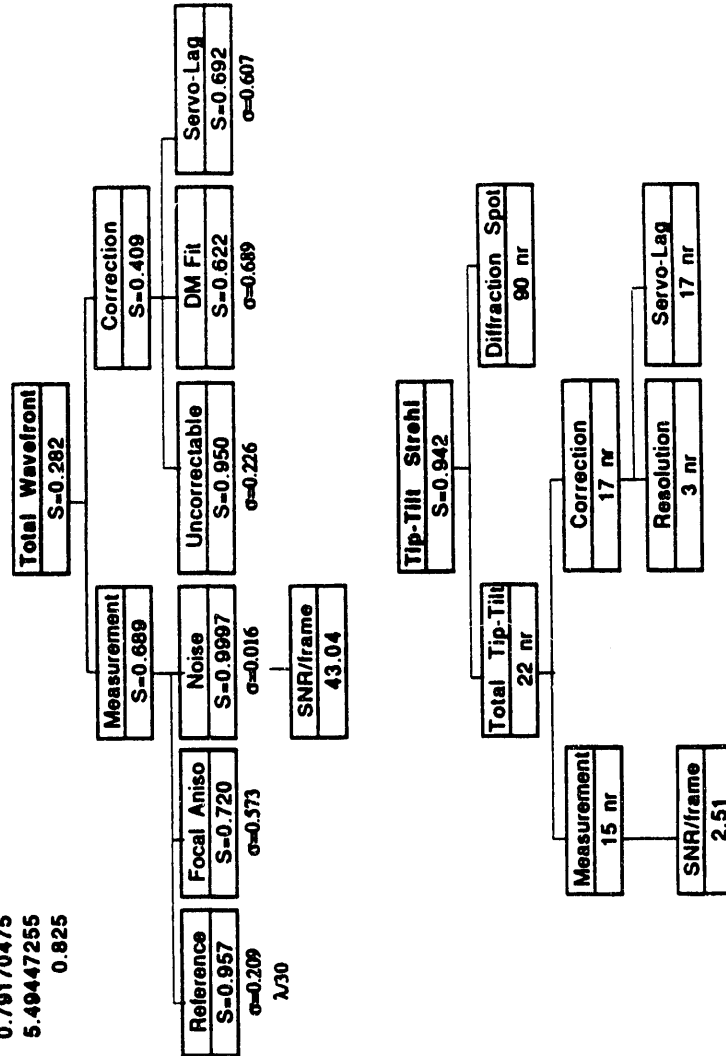 0.79170475
5.49447255
0.825
Total Wavefront
S=0.282
Measurement
S=0.689
Correction
S=0.409
Reference
S=0.957
σ=0.209
λ/30
Focal Aniso
S=0.720
σ=0.573
Noise
S=0.9997
σ=0.016
SNR/frame
43.04
Uncorrectable
S=0.950
σ=0.226
DM Fit
S=0.622
σ=0.689
Servo-Lag
S=0.692
σ=0.607
Tip-Tilt Strehl
S=0.942
Total Tip-Tilt
22 nr
Diffraction Spot
90 nr
Measurement
15 nr
Correction
17 nr
SNR/frame
2.51
Resolution
3 nr
Servo-Lag
17 nr